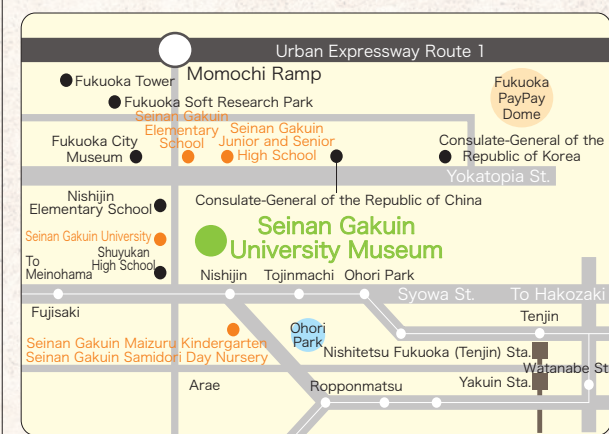 Urban Expressway Route 1
Momochi Ramp
Fukuoka Tower
Fukuoka Soft Research Park
Fukuoka
PayPay
Dome
Seinan Gakuin
Elementary
School
Seinan Gakuin
Junior and Senior
High School
Fukuoka City
Museum
Consulate-General of the
Republic of Korea
Yokatopia St.
Consulate-General of the Republic of China
Nishijin
Elementary School
Seinan Gakuin
University Museum
Seinan Gakuin University
Shuyukan
High School
To
Meinohama
Nishijin
Tojinmachi
Ohori Park
Syowa St.
To Hakozaki
Fujisaki
Tenjin
Ohori
Park
Seinan Gakuin Maizuru Kindergarten
Seinan Gakuin Samidori Day Nursery
Nishitetsu Fukuoka (Tenjin) Sta.
Watanabe St
Arae
Ropponmatsu
Yakuin Sta.